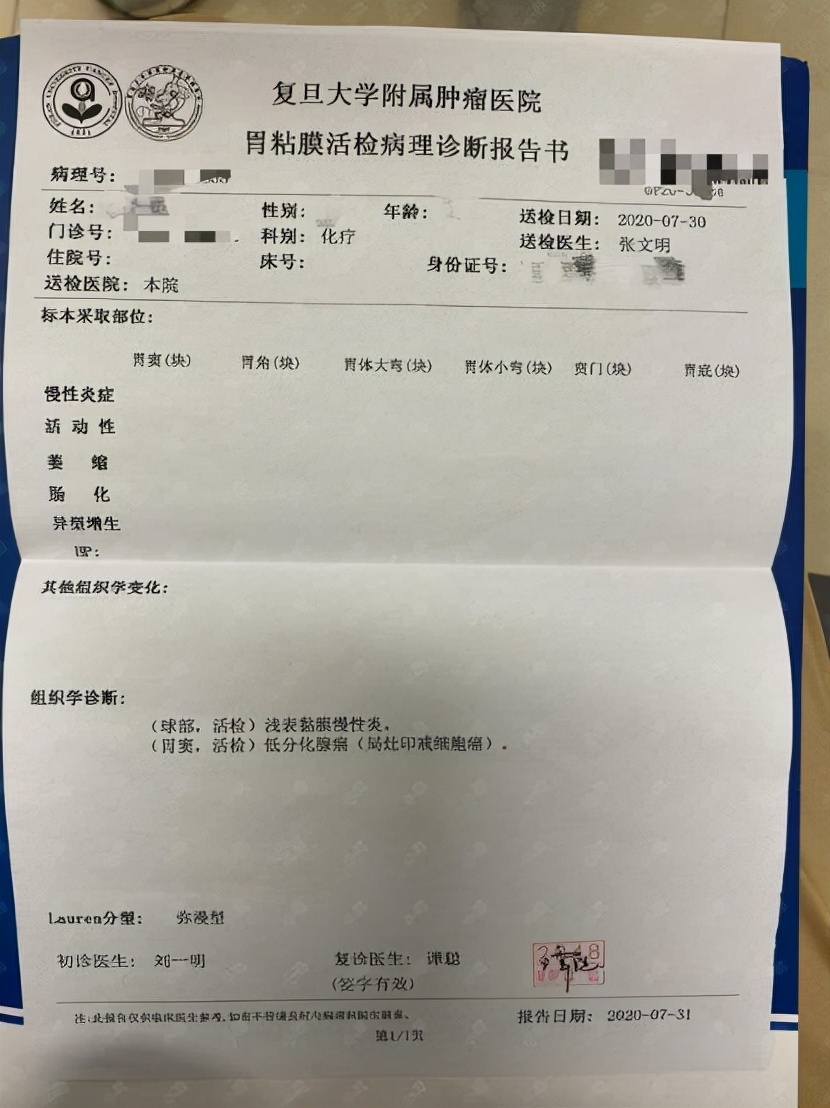 复旦大学附属肿瘤医院
胃粘膜活检病理诊断报告书
病理号：
姓名： 性别： 年龄： 送检日期： 2020-07-30
门诊号： 科别： 化疗 送检医生： 张文明
住院号： 床号： 身份证号：
送检医院： 本院
标本采取部位：
胃窦(块) 胃角(块) 胃体大弯(块) 胃体小弯(块) 贲门(块) 胃底(块)
慢性炎症
活动性
萎缩
肠化
异型增生
HP：
其他组织学变化：
组织学诊断：
（球部，活检）浅表黏膜慢性炎。
（胃窦，活检）低分化腺癌（局灶印戒细胞癌）。
Lauren分型： 弥漫型
初诊医生： 刘一明 复诊医生： 谭聪
(签字有效)
报告日期： 2020-07-31
第1/1页